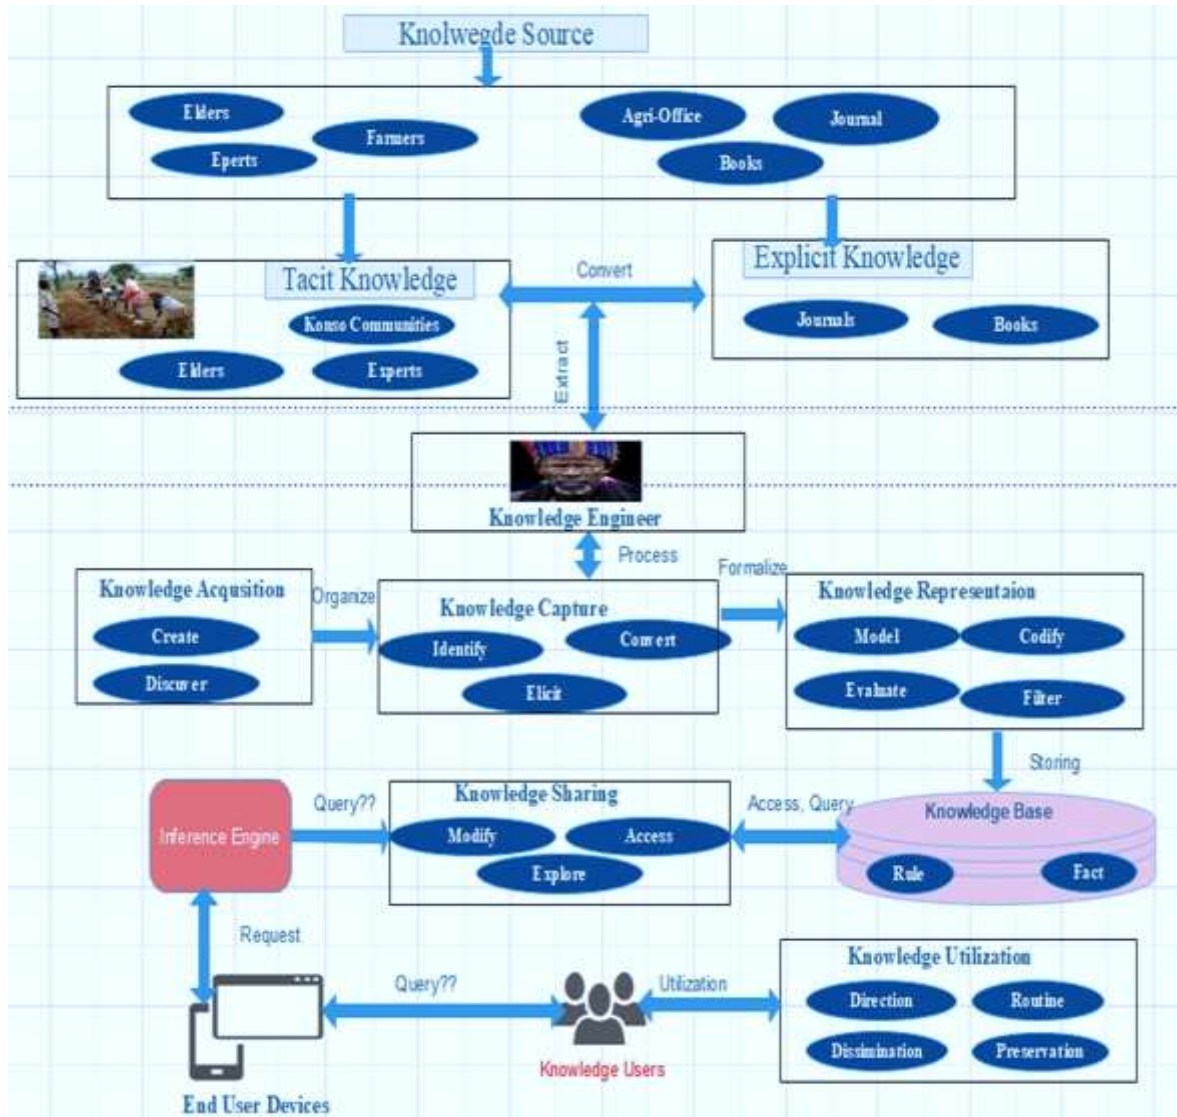 Knolwegde Source
Elders
Farmers
Eperts
Agri-Office
Journal
Books
Tacit Knowledge
Konso Communities
Elders
Experts
Convert
Explicit Knowledge
Journals
Books
Extract
Knowledge Engineer
Process
Knowledge Acqusition
Create
Discuver
Organize
Knowledge Capture
Identify
Convert
Elicit
Formalize
Knowledge Representaion
Model
Codify
Evaluate
Filter
Storing
Inference Engine
Query??
Knowledge Sharing
Modify
Access
Explore
Access, Query
Knowledge Base
Rule
Fact
Request
End User Devices
Query??
Knowledge Users
Utilization
Knowledge Utilization
Direction
Routine
Dissimination
Preservation